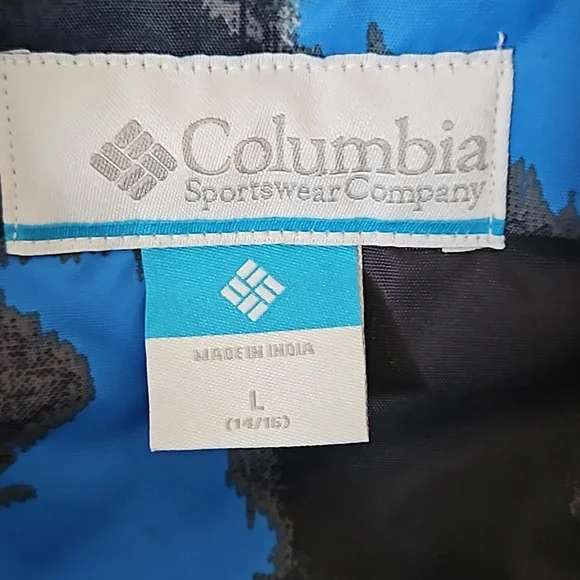 Columbia
Sportswear Company
MADE IN INDIA
L
(14/16)